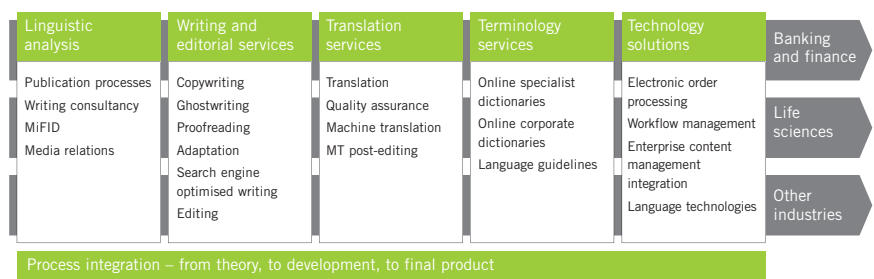 Linguistic
analysis
Publication processes
Writing consultancy
MiFID
Media relations
Writing and
editorial services
Copywriting
Ghostwriting
Proofreading
Adaptation
Search engine
optimised writing
Editing
Translation
services
Translation
Quality assurance
Machine translation
MT post-editing
Terminology
services
Online specialist
dictionaries
Online corporate
dictionaries
Language guidelines
Technology
solutions
Electronic order
processing
Workflow management
Enterprise content
management
integration
Language technologies
Banking
and finance
Life
sciences
Other
industries
Process integration – from theory, to development, to final product